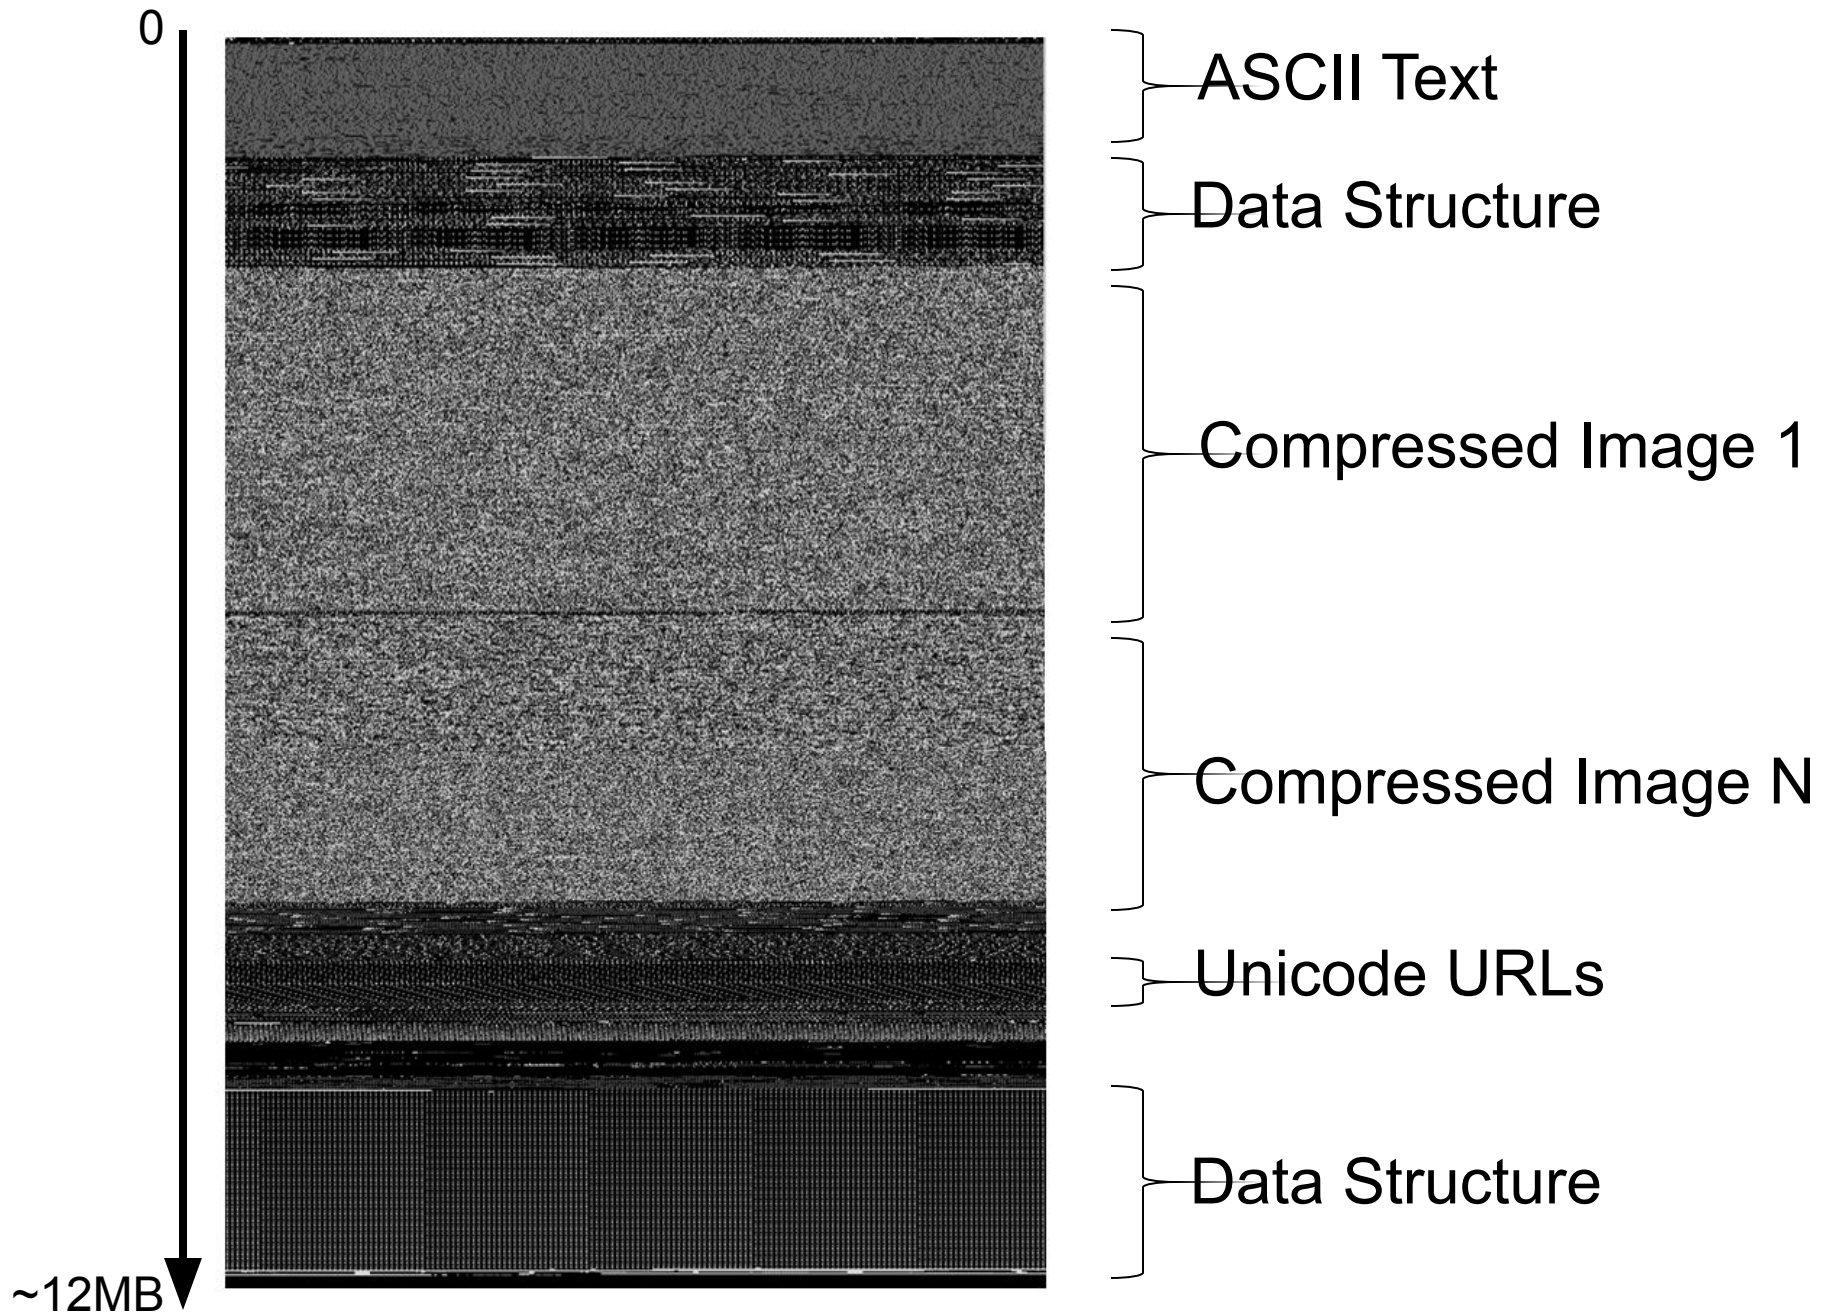 0
ASCII Text
Data Structure
Compressed Image 1
Compressed Image N
Unicode URLs
Data Structure
~12MB